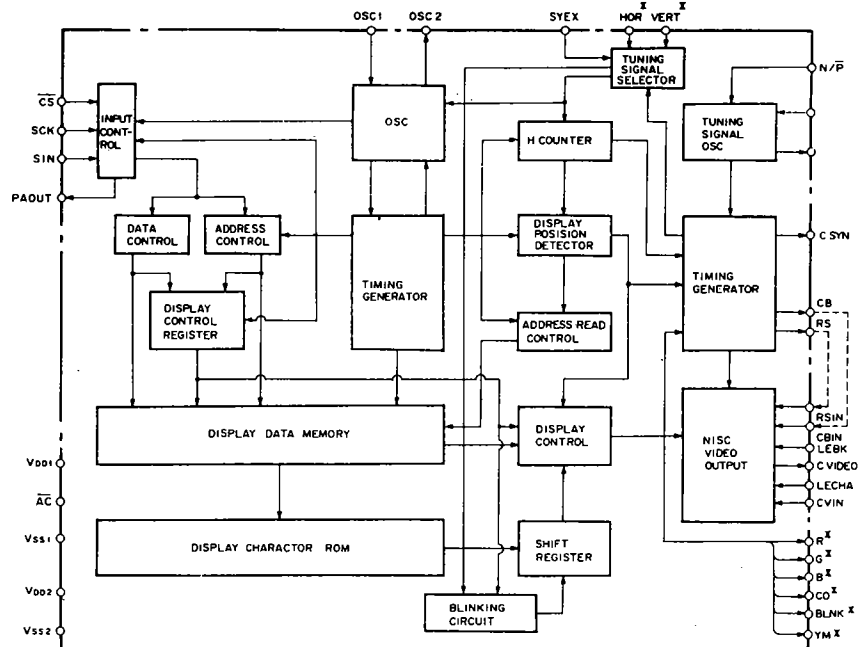 OSC1 OSC2 SYEX HOR X VERT X
N/P̅
C̅S̅
SCK
SIN
PAOUT
INPUT
CONT-
ROL
OSC
TUNING
SIGNAL
SELECTOR
TUNING
SIGNAL
OSC
H COUNTER
DATA
CONTROL
ADDRESS
CONTROL
TIMING
GENERATOR
DISPLAY
POSISION
DETECTOR
TIMING
GENERATOR
C SYN
DISPLAY
CONTROL
REGISTER
ADDRESS READ
CONTROL
CB
RS
DISPLAY DATA MEMORY
DISPLAY
CONTROL
NISC
VIDEO
OUTPUT
RSIN
CBIN
LEBK
C VIDEO
LECHA
CVIN
VDD1
A̅C̅
VSS1
VDD2
VSS2
DISPLAY CHARACTOR ROM
SHIFT
REGISTER
BLINKING
CIRCUIT
R X
G X
B X
CO X
BLNK X
YM X